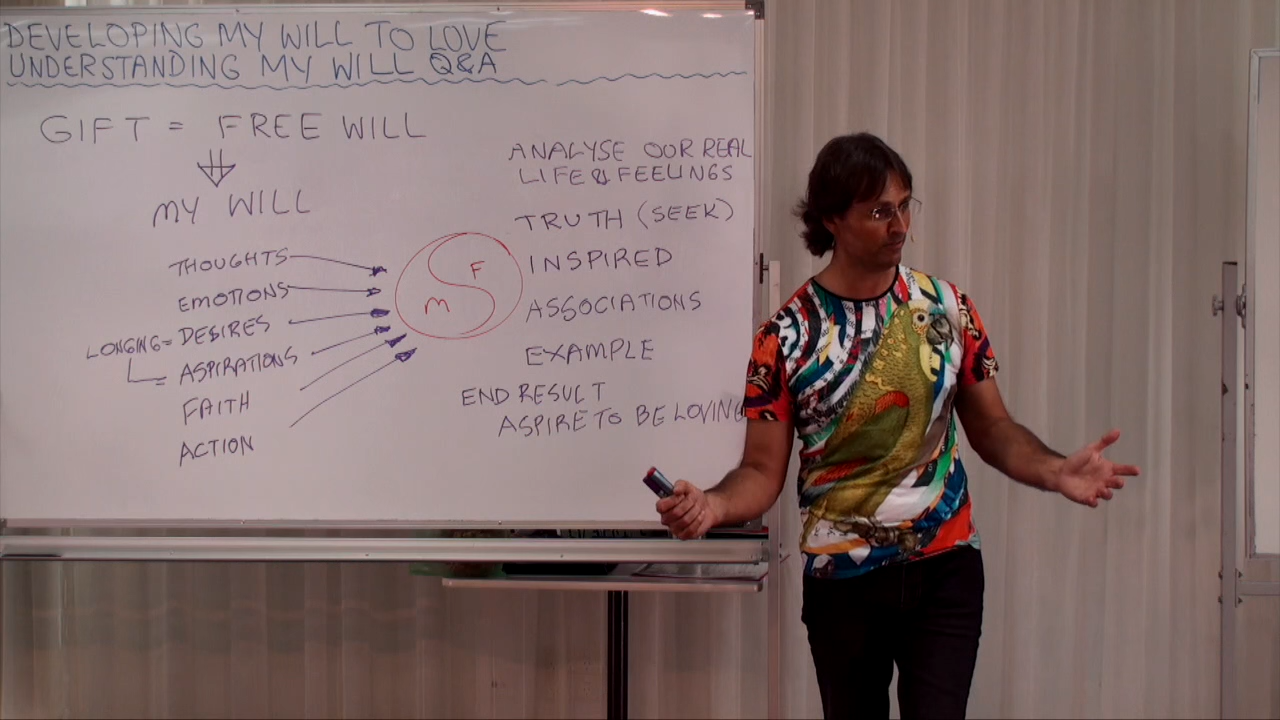 DEVELOPING MY WILL TO LOVE
UNDERSTANDING MY WILL Q&A
GIFT = FREE WILL
MY WILL
THOUGHTS
EMOTIONS
LONGING = DESIRES
= ASPIRATIONS
FAITH
ACTION
F
M
ANALYSE OUR REAL
LIFE & FEELINGS
TRUTH (SEEK)
INSPIRED
ASSOCIATIONS
EXAMPLE
END RESULT
ASPIRE TO BE LOVING